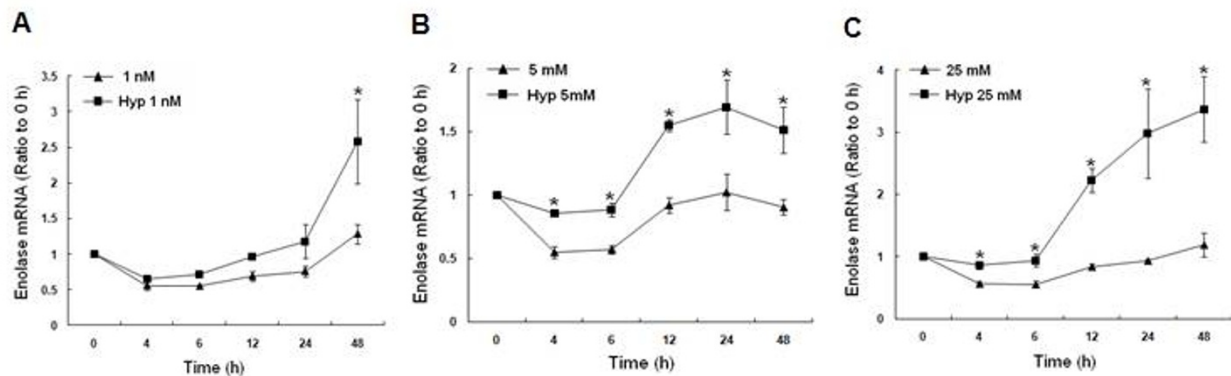 A
1 nM
Hyp 1 nM
Enolase mRNA (Ratio to 0 h)
3.5
3
2.5
2
1.5
1
0.5
0
*
0 4 6 12 24 48
Time (h)
B
5 mM
Hyp 5mM
Enolase mRNA (Ratio to 0 h)
2
1.5
1
0.5
0
* * * * *
0 4 6 12 24 48
Time (h)
C
25 mM
Hyp 25 mM
Enolase mRNA (Ratio to 0 h)
4
3
2
1
0
* * * * *
0 4 6 12 24 48
Time (h)